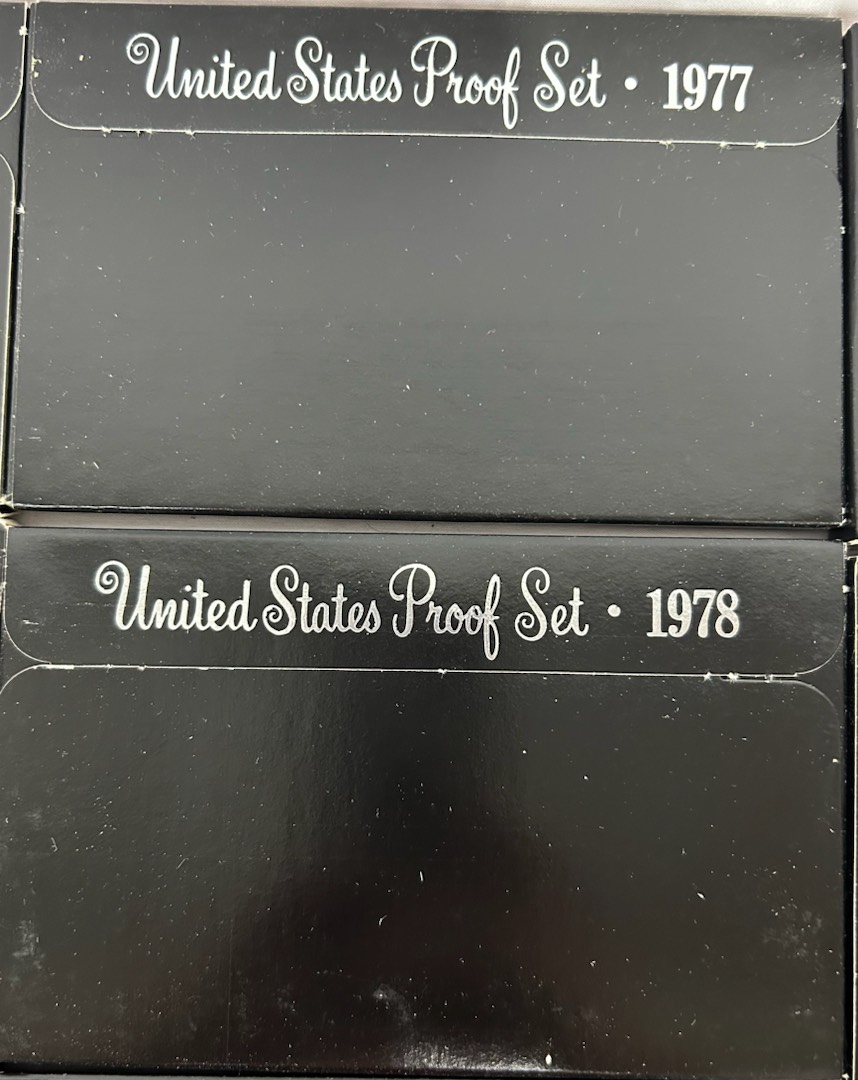 United States Proof Set • 1977
United States Proof Set • 1978